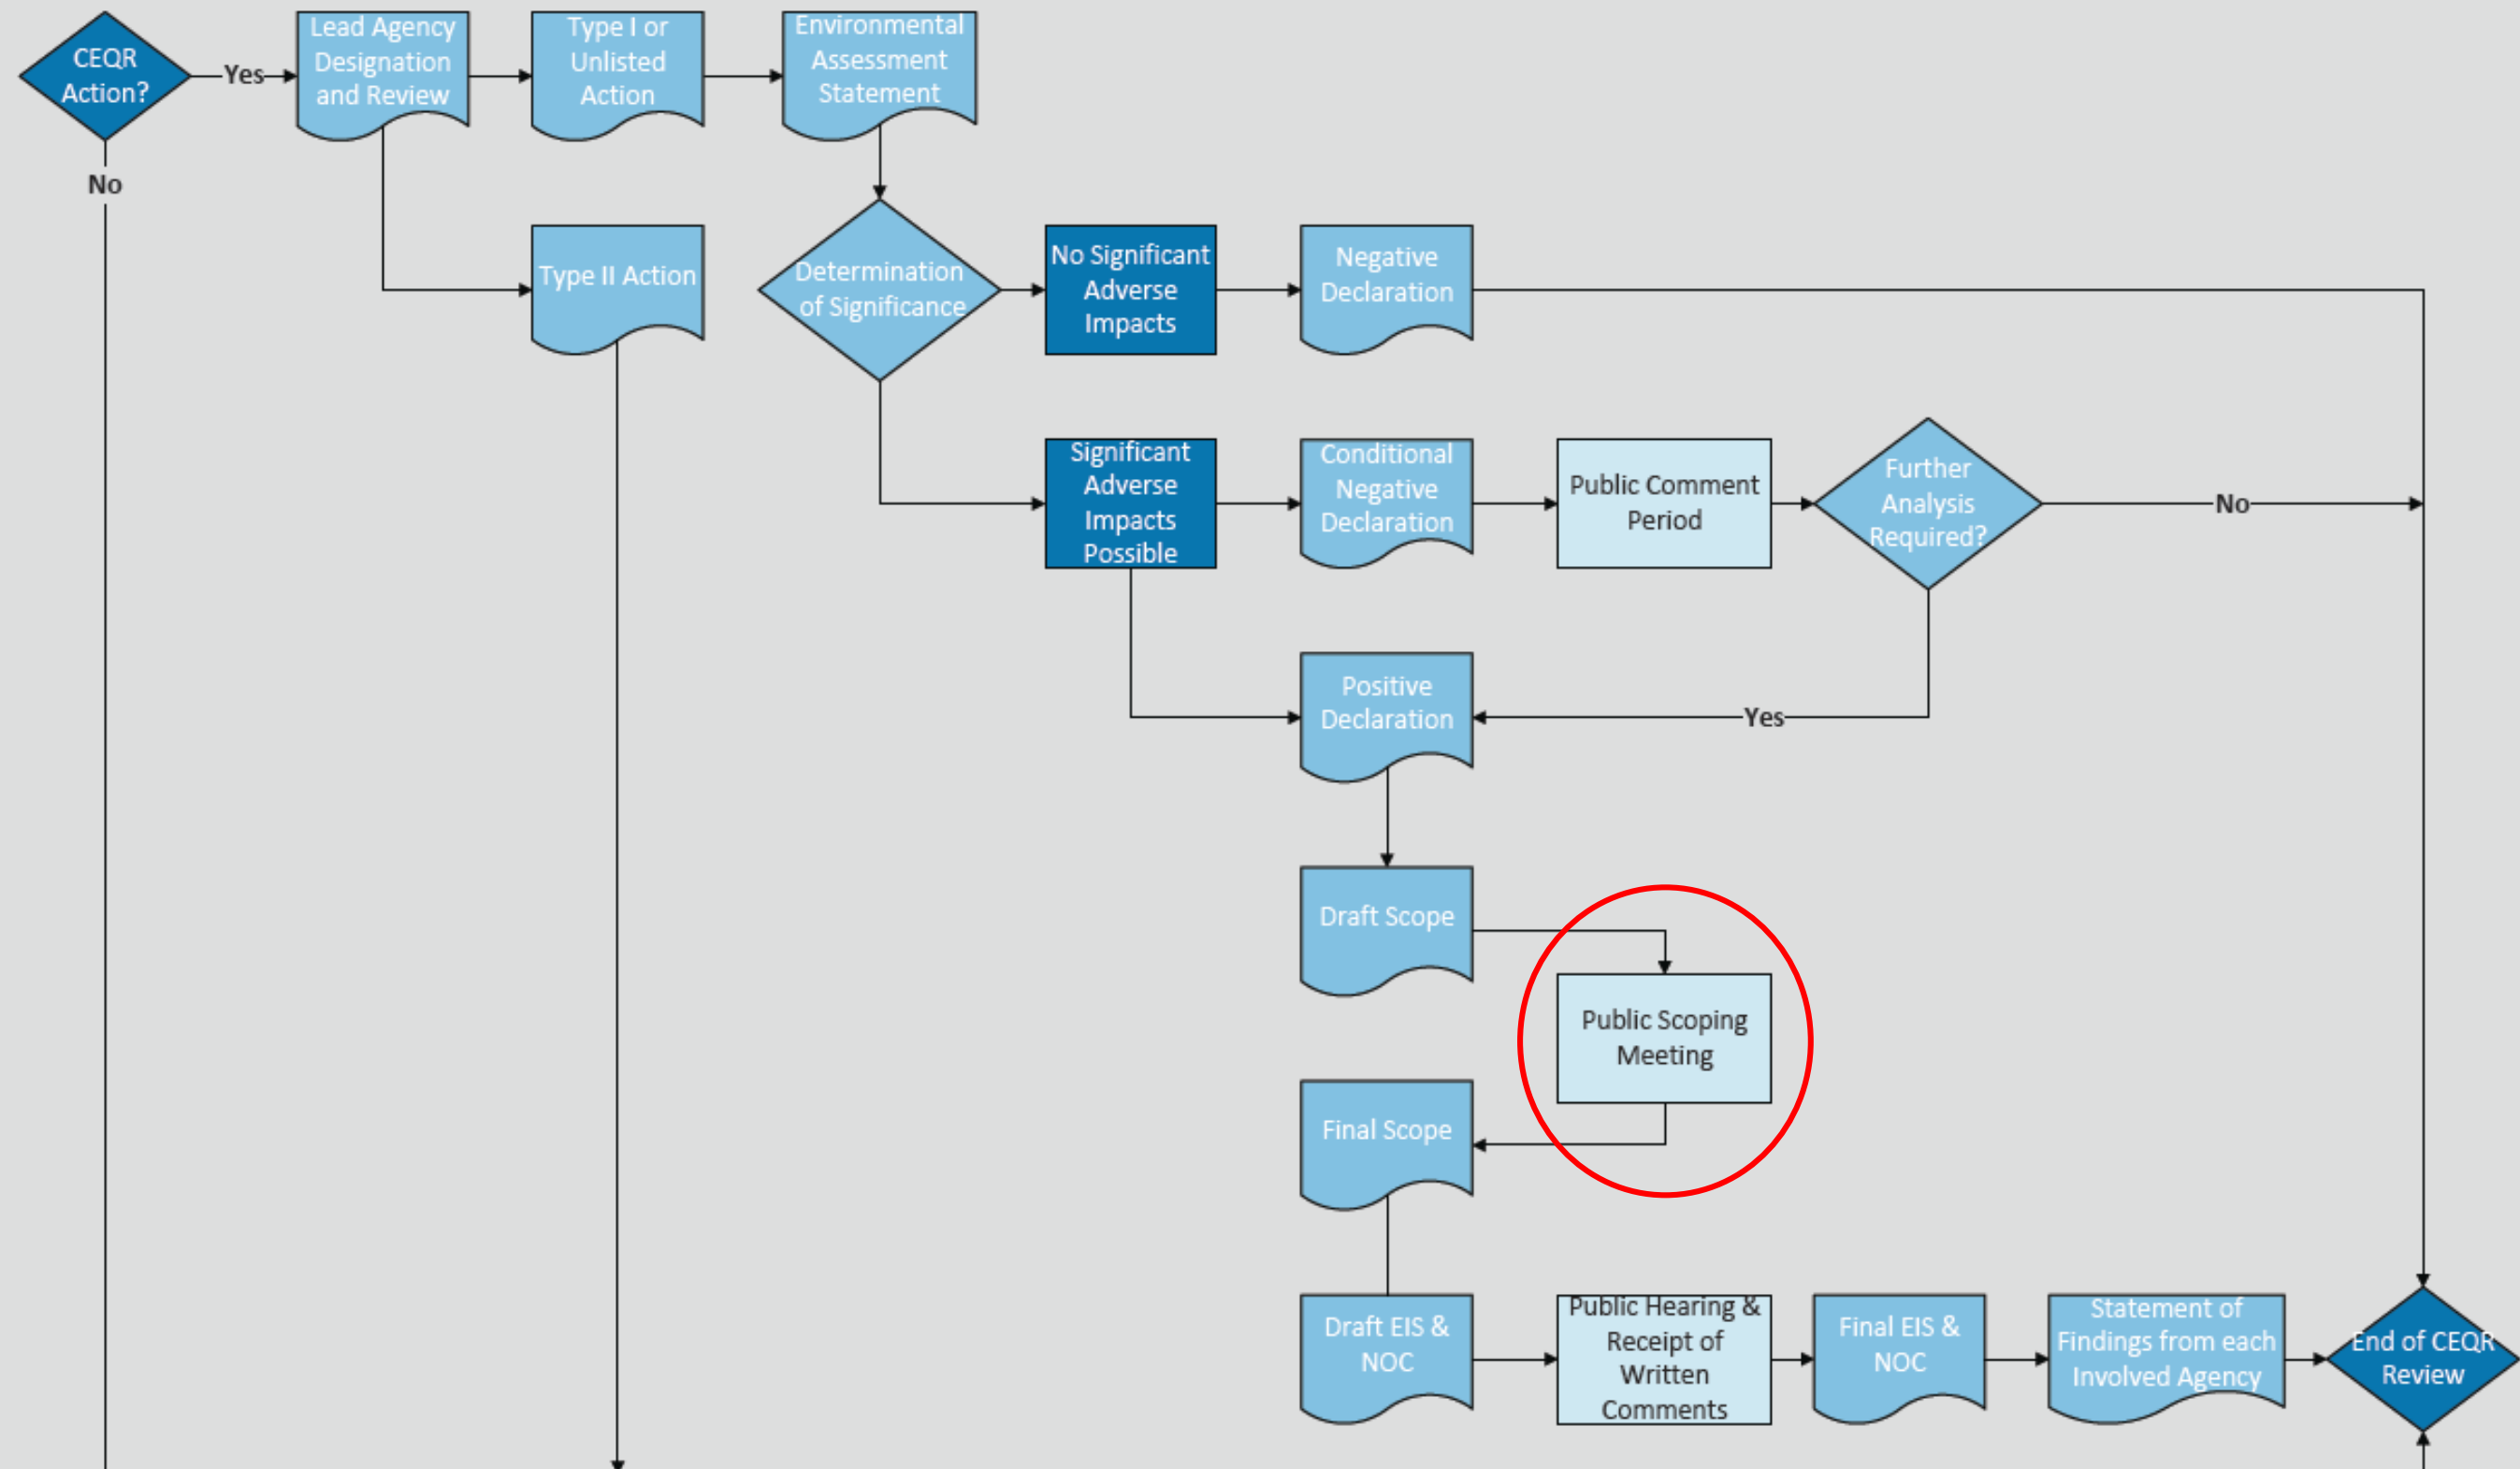 CEQR
Action?
Yes
Lead Agency
Designation
and Review
Type I or
Unlisted
Action
Environmental
Assessment
Statement
No
Type II Action
Determination
of Significance
No Significant
Adverse
Impacts
Negative
Declaration
Significant
Adverse
Impacts
Possible
Conditional
Negative
Declaration
Public Comment
Period
Further
Analysis
Required?
No
Positive
Declaration
Yes
Draft Scope
Public Scoping
Meeting
Final Scope
Draft EIS &
NOC
Public Hearing &
Receipt of
Written
Comments
Final EIS &
NOC
Statement of
Findings from each
Involved Agency
End of CEQR
Review